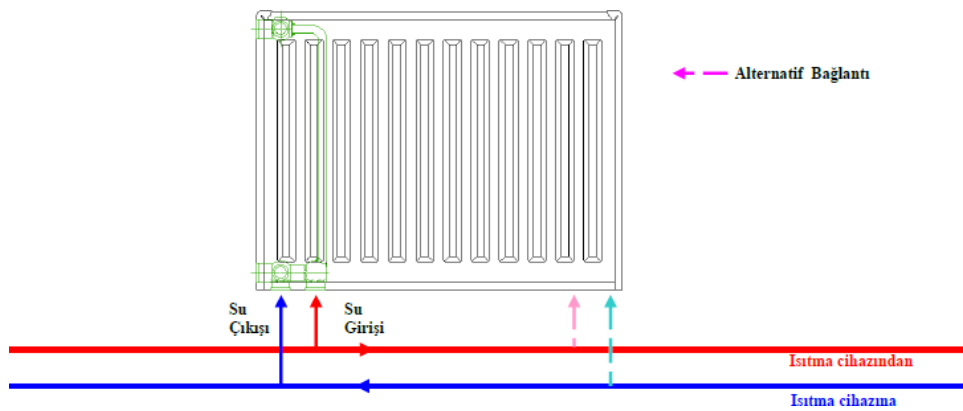 Alternatif Bağlantı
Su
Çıkışı
Su
Girişi
Isıtma cihazından
Isıtma cihazına